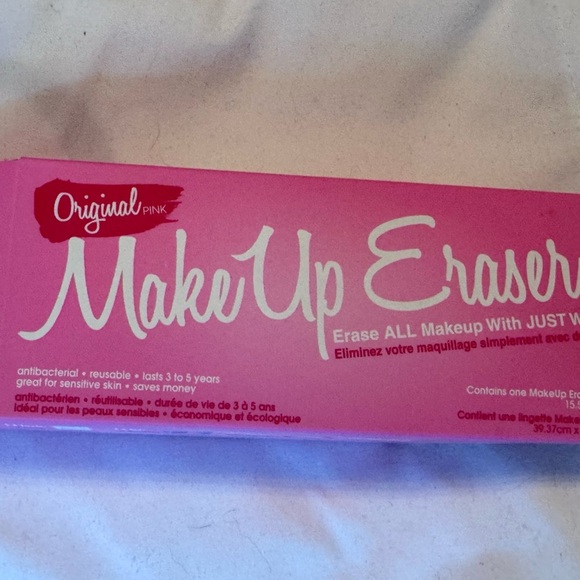 Original PINK
MakeUp Eraser
Erase ALL Makeup With JUST
Eliminez votre maquillage simplement avec
antibacterial • reusable • lasts 3 to 5 years
great for sensitive skin • saves money
antibactérien • réutilisable • durée de vie de 3 à 5 ans
idéal pour les peaux sensibles • économique et écologique
Contains one MakeUp
15.
Contient une lingette
39.37cm x